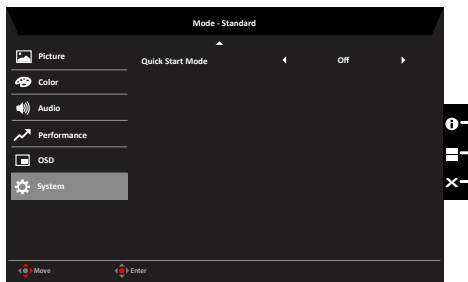 Mode - Standard
Picture
Quick Start Mode Off
Color
Audio
Performance
OSD
System
Move Enter